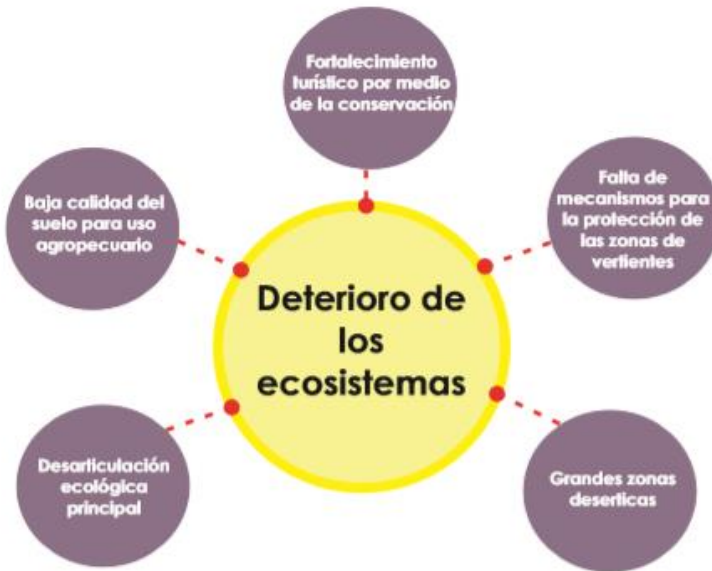 Fortalecimiento
turístico por medio
de la conservación
Baja calidad del
suelo para uso
agropecuario
Falta de
mecanismos para
la protección de
las zonas de
vertientes
Deterioro de
los
ecosistemas
Desarticulación
ecológica
principal
Grandes zonas
deserticas